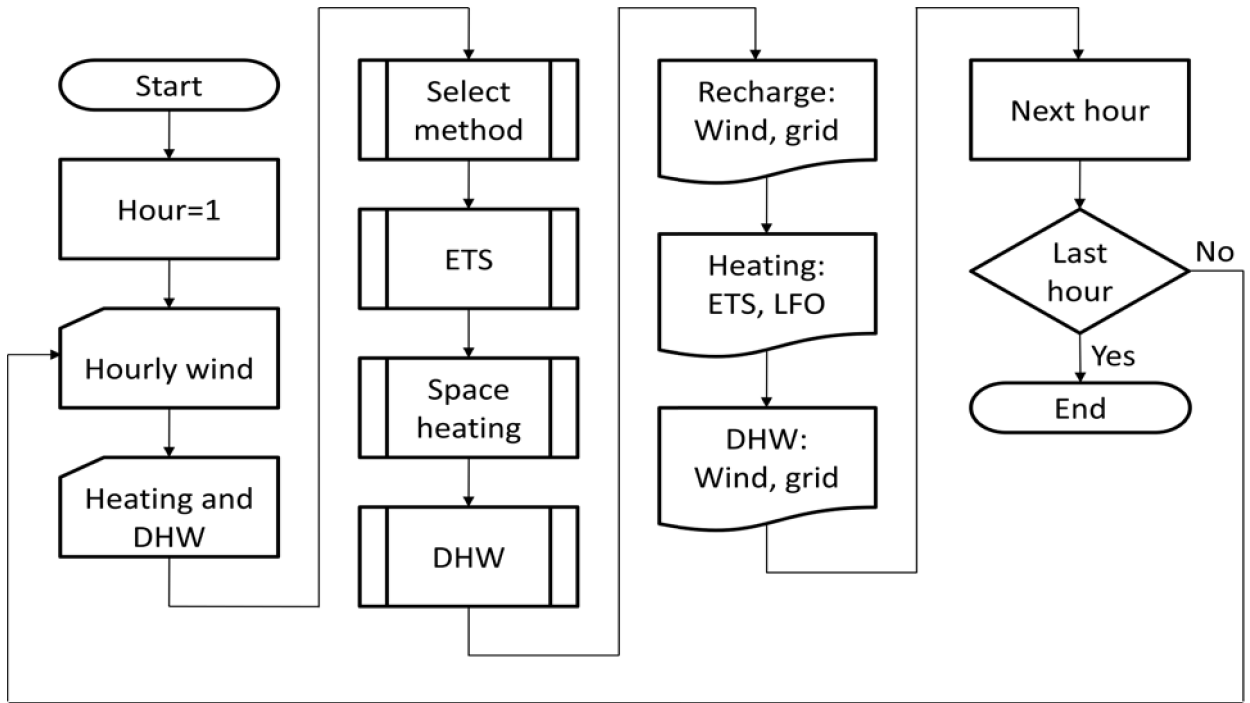 Start
Hour=1
Hourly wind
Heating and
DHW
Select
method
ETS
Space
heating
DHW
Recharge:
Wind, grid
Heating:
ETS, LFO
DHW:
Wind, grid
Next hour
Last
hour
No
Yes
End